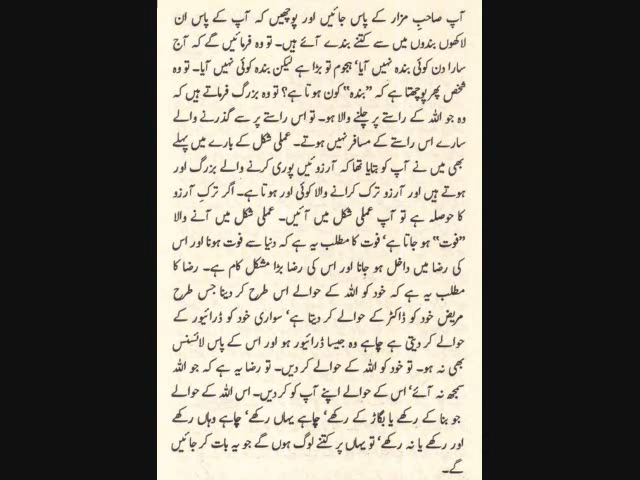 آپ صاحبِ مزار کے پاس جائیں اور پوچھیں کہ آپ کے پاس ان
لاکھوں بندوں میں سے کتنے بندے آئے ہیں۔ تو وہ فرمائیں گے کہ آج
سارا دن کوئی بندہ نہیں آیا' ہجوم تو بڑا ہے لیکن بندہ کوئی نہیں آیا۔ تو وہ
شخص پھر پوچھتا ہے کہ "بندہ" کون ہوتا ہے؟ تو وہ بزرگ فرماتے ہیں کہ
وہ جو اللہ کے راستے پر چلنے والا ہو۔ تو اس راستے پر سے گذرنے والے
سارے اس راستے کے مسافر نہیں ہوتے۔ عملی شکل کے بارے میں پہلے
بھی میں نے آپ کو بتایا تھا کہ آرزوئیں پوری کرنے والے بزرگ اور
ہوتے ہیں اور آرزو ترک کرانے والا کوئی اور ہوتا ہے۔ اگر ترکِ آرزو
کا حوصلہ ہے تو آپ عملی شکل میں آئیں۔ عملی شکل میں آنے والا
"فوت" ہو جاتا ہے' فوت کا مطلب یہ ہے کہ دنیا سے فوت ہونا اور اس
کی رضا میں داخل ہو جانا اور اس کی رضا بڑا مشکل کام ہے۔ رضا کا
مطلب یہ ہے کہ خود کو اللہ کے حوالے اس طرح کر دینا جس طرح
مریض خود کو ڈاکٹر کے حوالے کر دیتا ہے' سواری خود کو ڈرائیور کے
حوالے کر دیتی ہے چاہے وہ جیسا ڈرائیور ہو اور اس کے پاس لائسنس
بھی نہ ہو۔ تو خود کو اللہ کے حوالے کر دیں۔ تو رضا یہ ہے کہ جو اللہ
سمجھ نہ آئے' اس کے حوالے اپنے آپ کو کر دیں۔ اس اللہ کے حوالے
جو بنا کے رکھے یا بگاڑ کے رکھے' چاہے یہاں رکھے' چاہے وہاں رکھے
اور رکھے یا نہ رکھے' تو یہاں پر کتنے لوگ ہوں گے جو یہ بات کر جائیں
گے۔